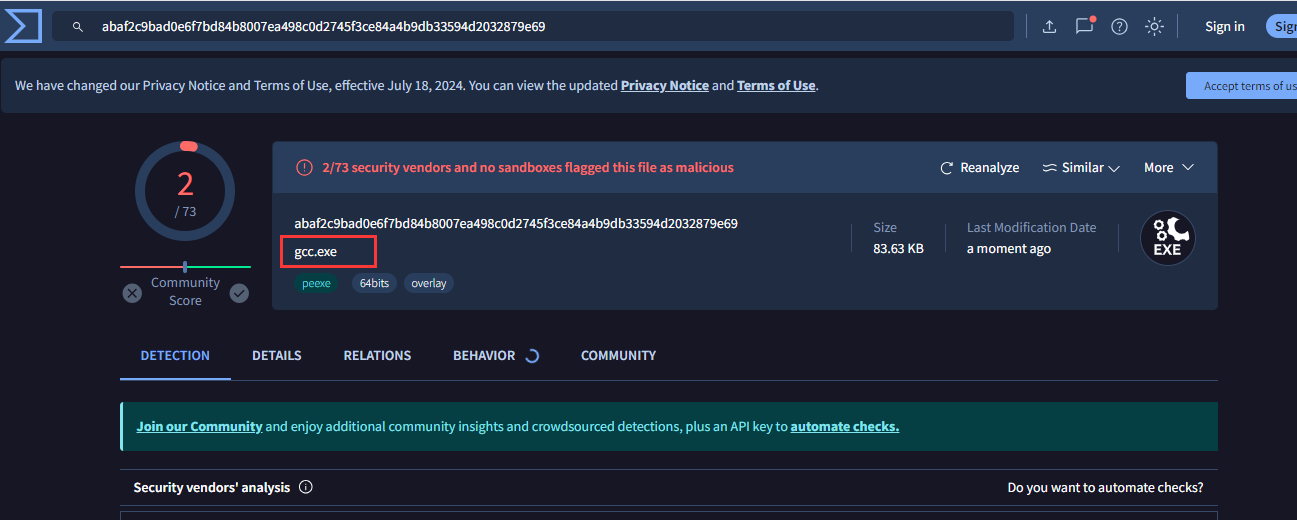 abaf2c9bad0e6f7bd84b8007ea498c0d2745f3ce84a4b9db33594d2032879e69
Sign in
Sign
We have changed our Privacy Notice and Terms of Use, effective July 18, 2024. You can view the updated Privacy Notice and Terms of Use.
Accept terms of us
2
/ 73
Community
Score
2/73 security vendors and no sandboxes flagged this file as malicious
Reanalyze
Similar
More
abaf2c9bad0e6f7bd84b8007ea498c0d2745f3ce84a4b9db33594d2032879e69
gcc.exe
peexe
64bits
overlay
Size
83.63 KB
Last Modification Date
a moment ago
EXE
DETECTION
DETAILS
RELATIONS
BEHAVIOR
COMMUNITY
Join our Community and enjoy additional community insights and crowdsourced detections, plus an API key to automate checks.
Security vendors' analysis
Do you want to automate checks?